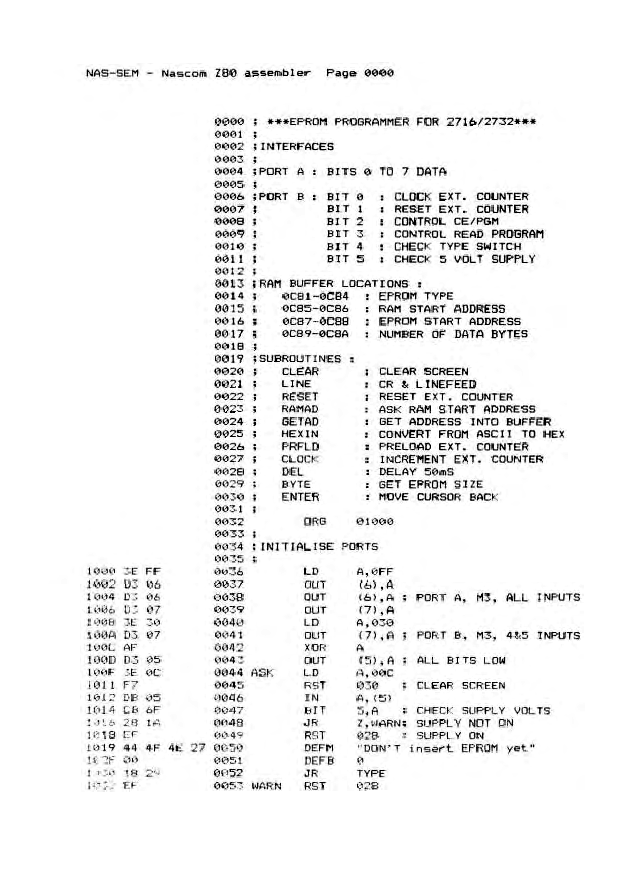 NAS-SEM - Nascom Z80 assembler Page 0000
0000 ; ***EPROM PROGRAMMER FOR 2716/2732***
0001 ;
0002 ;INTERFACES
0003 ;
0004 ;PORT A : BITS 0 TO 7 DATA
0005 ;
0006 ;PORT B : BIT 0 : CLOCK EXT. COUNTER
0007 ; BIT 1 : RESET EXT. COUNTER
0008 ; BIT 2 : CONTROL CE/PGM
0009 ; BIT 3 : CONTROL READ PROGRAM
0010 ; BIT 4 : CHECK TYPE SWITCH
0011 ; BIT 5 : CHECK 5 VOLT SUPPLY
0012 ;
0013 ;RAM BUFFER LOCATIONS :
0014 ; 0C81-0C84 : EPROM TYPE
0015 ; 0C85-0C86 : RAM START ADDRESS
0016 ; 0C87-0C88 : EPROM START ADDRESS
0017 ; 0C89-0C8A : NUMBER OF DATA BYTES
0018 ;
0019 ;SUBROUTINES :
0020 ; CLEAR : CLEAR SCREEN
0021 ; LINE : CR & LINEFEED
0022 ; RESET : RESET EXT. COUNTER
0023 ; RAMAD : ASK RAM START ADDRESS
0024 ; GETAD : GET ADDRESS INTO BUFFER
0025 ; HEXIN : CONVERT FROM ASCII TO HEX
0026 ; PRFLD : PRELOAD EXT. COUNTER
0027 ; CLOCK : INCREMENT EXT. COUNTER
0028 ; DEL : DELAY 50mS
0029 ; BYTE : GET EPROM SIZE
0030 ; ENTER : MOVE CURSOR BACK
0031 ;
0032 ORG 01000
0033 ;
0034 ;INITIALISE PORTS
0035 ;
1000 3E FF 0036 LD A,0FF
1002 D3 06 0037 OUT (6),A
1004 D3 06 0038 OUT (6),A ; PORT A, M3, ALL INPUTS
1006 D3 07 0039 OUT (7),A
1008 3E 30 0040 LD A,030
100A D3 07 0041 OUT (7),A ; PORT B, M3, 4&5 INPUTS
100C AF 0042 XOR A
100D D3 05 0043 OUT (5),A ; ALL BITS LOW
100F 3E 0C 0044 ASK LD A,00C
1011 F7 0045 RST 030 ; CLEAR SCREEN
1012 DB 05 0046 IN A,(5)
1014 CB 6F 0047 BIT 5,A ; CHECK SUPPLY VOLTS
1016 28 1A 0048 JR Z,WARN; SUPPLY NOT ON
1018 EF 0049 RST 028 ; SUPPLY ON
1019 44 4F 4E 27 0050 DEFM "DON'T insert EPROM yet"
102F 00 0051 DEFB 0
1030 18 29 0052 JR TYPE
1032 EF 0053 WARN RST 028